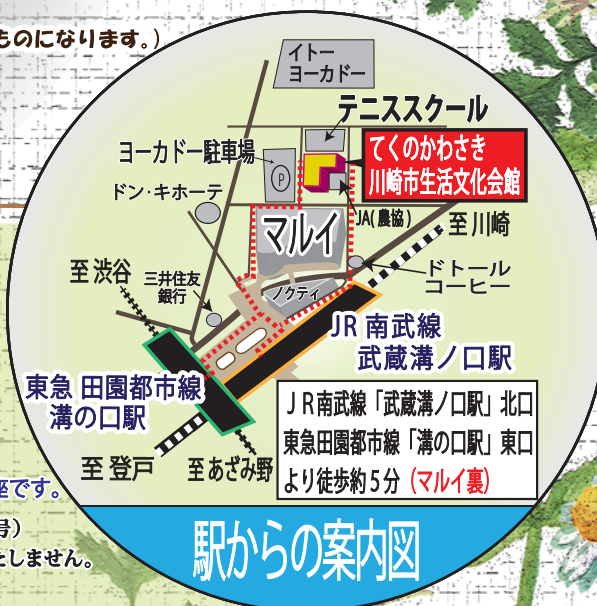 ものになります。)
イトー
ヨーカドー
テニススクール
ヨーカドー駐車場
P
てくのかわさき
川崎市生活文化会館
ドン・キホーテ
JA(農協)
マルイ
至 川崎
至 渋谷
三井住友
銀行
ドトール
コーヒー
ノクティ
JR 南武線
武蔵溝ノ口駅
東急 田園都市線
溝の口駅
JR南武線「武蔵溝ノ口駅」北口
東急田園都市線「溝の口駅」東口
より徒歩約5分(マルイ裏)
至 登戸
至 あざみ野
座です。
号)
たしません。
駅からの案内図